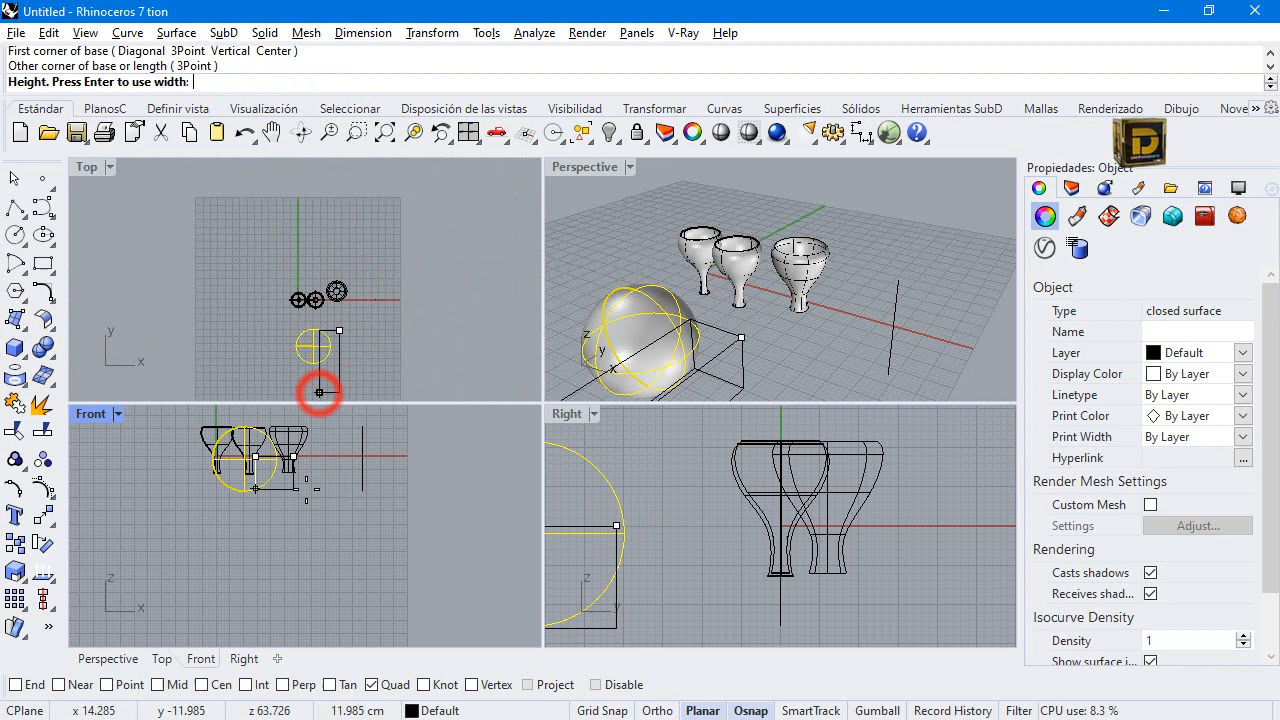 Untitled - Rhinoceros 7 tion
File Edit View Curve Surface SubD Solid Mesh Dimension Transform Tools Analyze Render Panels V-Ray Help
First corner of base ( Diagonal 3Point Vertical Center )
Other corner of base or length ( 3Point )
Height. Press Enter to use width:
Estándar PlanosC Definir vista Visualización Seleccionar Disposición de las vistas Visibilidad Transformar Curvas Superficies Sólidos Herramientas SubD Mallas Renderizado Dibujo Nove »
D
Top
Perspective
Propiedades: Object
y
x
z
y
x
Object
Type closed surface
Name
Layer Default
Display Color By Layer
Linetype By Layer
Print Color By Layer
Print Width By Layer
Hyperlink ...
Front
Right
Render Mesh Settings
Custom Mesh
Settings Adjust...
Rendering
Casts shadows
Receives shad...
Isocurve Density
Density 1
Show surface i...
z
x
z
y
»
Perspective Top Front Right
End Near Point Mid Cen Int Perp Tan Quad Knot Vertex Project Disable
CPlane x 14.285 y -11.985 z 63.726 11.985 cm Default Grid Snap Ortho Planar Osnap SmartTrack Gumball Record History Filter CPU use: 8.3 %